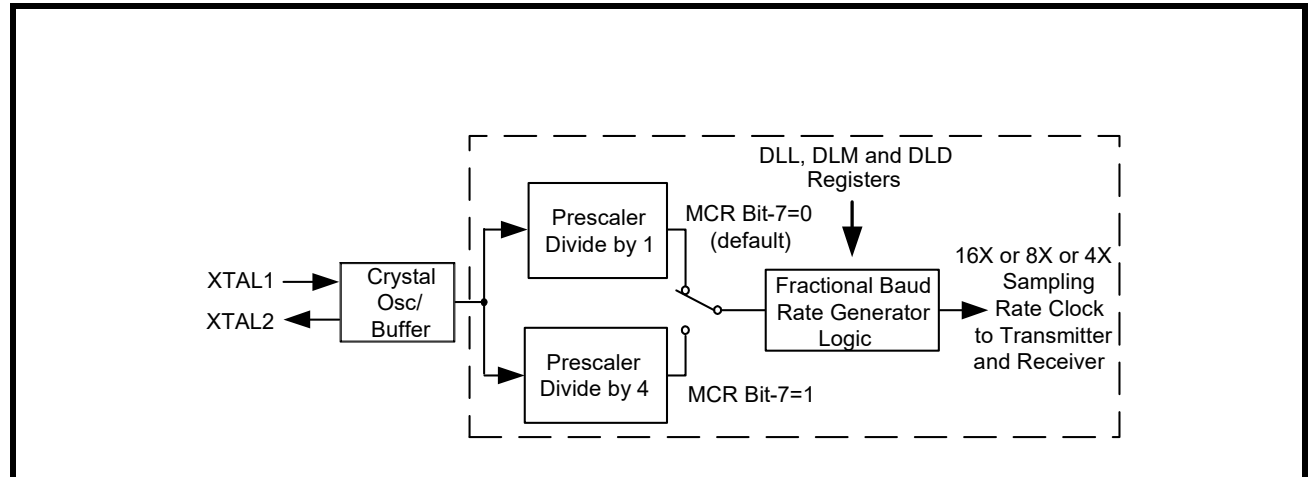 DLL, DLM and DLD
Registers
Prescaler
Divide by 1
MCR Bit-7=0
(default)
16X or 8X or 4X
Sampling
Rate Clock
to Transmitter
and Receiver
XTAL1
XTAL2
Crystal
Osc/
Buffer
Fractional Baud
Rate Generator
Logic
Prescaler
Divide by 4
MCR Bit-7=1